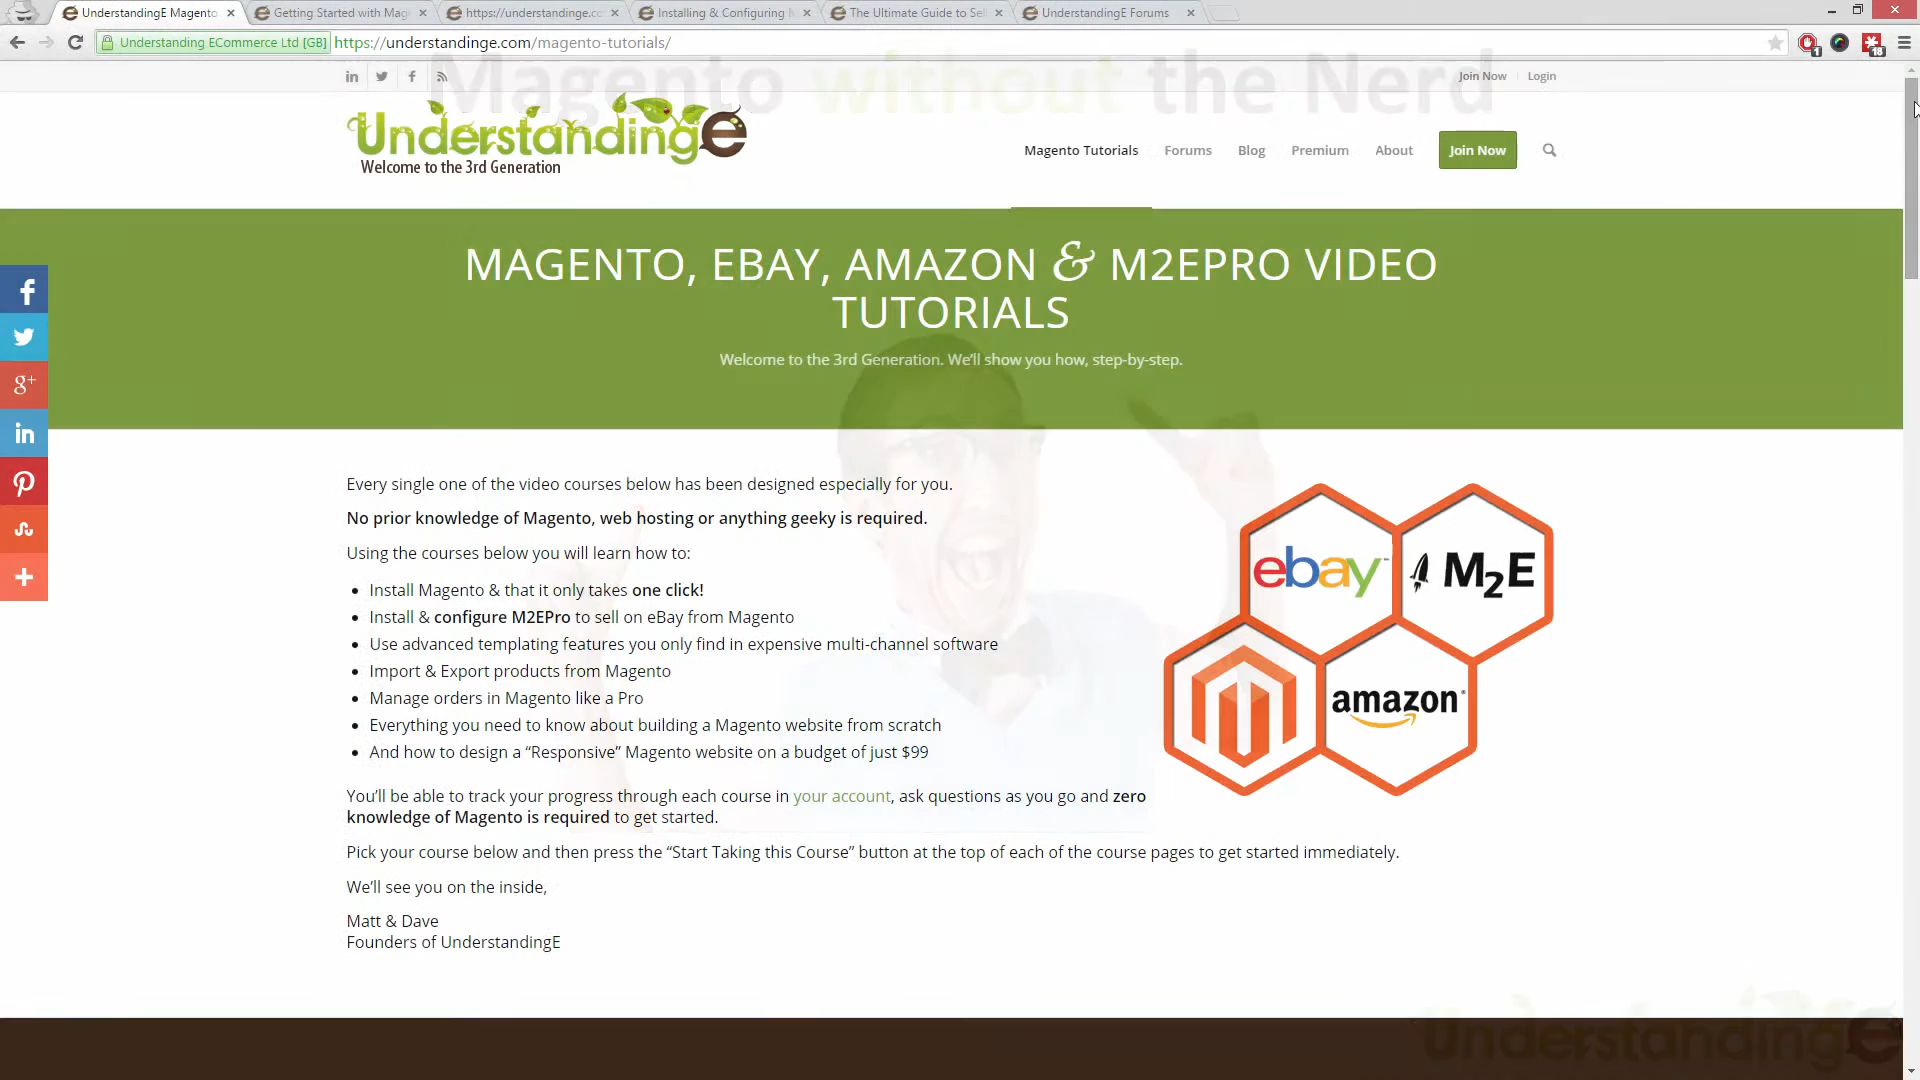 UnderstandingE Magento
Getting Started with Mag
https://understandinge.co
Installing & Configuring M
The Ultimate Guide to Sel
UnderstandingE Forums
Understanding ECommerce Ltd [GB]
https://understandinge.com/magento-tutorials/
1
18
Magento without the Nerd
Join Now
Login
UnderstandingE
Welcome to the 3rd Generation
Magento Tutorials
Forums
Blog
Premium
About
Join Now
MAGENTO, EBAY, AMAZON & M2EPRO VIDEO
TUTORIALS
Welcome to the 3rd Generation. We'll show you how, step-by-step.
Every single one of the video courses below has been designed especially for you.
No prior knowledge of Magento, web hosting or anything geeky is required.
Using the courses below you will learn how to:
Install Magento & that it only takes one click!
Install & configure M2EPro to sell on eBay from Magento
Use advanced templating features you only find in expensive multi-channel software
Import & Export products from Magento
Manage orders in Magento like a Pro
Everything you need to know about building a Magento website from scratch
And how to design a “Responsive” Magento website on a budget of just $99
ebay™
M2E
amazon®
You'll be able to track your progress through each course in your account, ask questions as you go and zero
knowledge of Magento is required to get started.
Pick your course below and then press the “Start Taking this Course” button at the top of each of the course pages to get started immediately.
We'll see you on the inside,
Matt & Dave
Founders of UnderstandingE
UnderstandingE